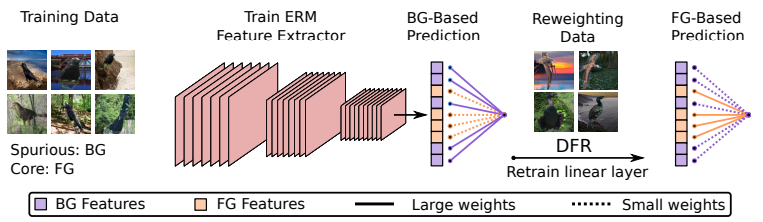 Training Data
Train ERM
Feature Extractor
BG-Based
Prediction
Reweighting
Data
FG-Based
Prediction
Spurious: BG
Core: FG
DFR
Retrain linear layer
BG Features
FG Features
Large weights
Small weights